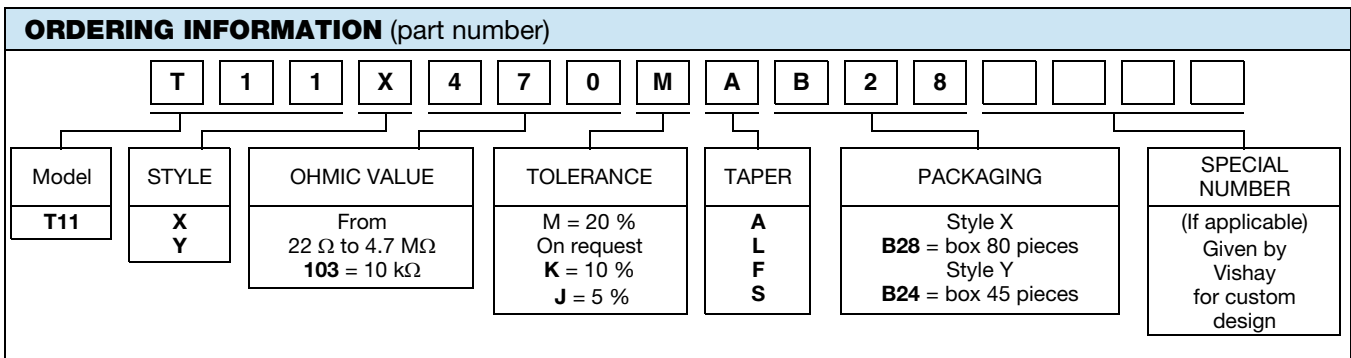 ORDERING INFORMATION (part number)
T 1 1 X 4 7 0 M A B 2 8
Model
T11
STYLE
X
Y
OHMIC VALUE
From
22 Ω to 4.7 MΩ
103 = 10 kΩ
TOLERANCE
M = 20 %
On request
K = 10 %
J = 5 %
TAPER
A
L
F
S
PACKAGING
Style X
B28 = box 80 pieces
Style Y
B24 = box 45 pieces
SPECIAL
NUMBER
(If applicable)
Given by
Vishay
for custom
design